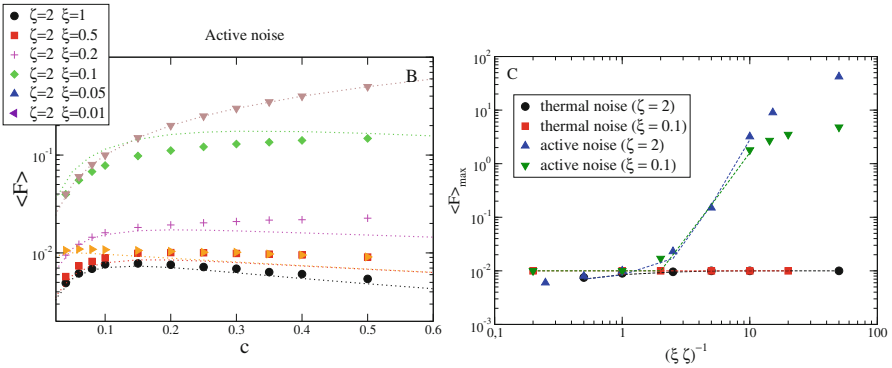 ζ=2 ξ=1
ζ=2 ξ=0.5
ζ=2 ξ=0.2
ζ=2 ξ=0.1
ζ=2 ξ=0.05
ζ=2 ξ=0.01
Active noise
B
10⁻¹
10⁻²
<F>
0.1 0.2 0.3 0.4 0.5 0.6
c
C
thermal noise (ζ = 2)
thermal noise (ξ = 0.1)
active noise (ζ = 2)
active noise (ξ = 0.1)
10²
10¹
10⁰
10⁻¹
10⁻²
10⁻³
<F>max
0,1 1 10 100
(ξ ζ)⁻¹